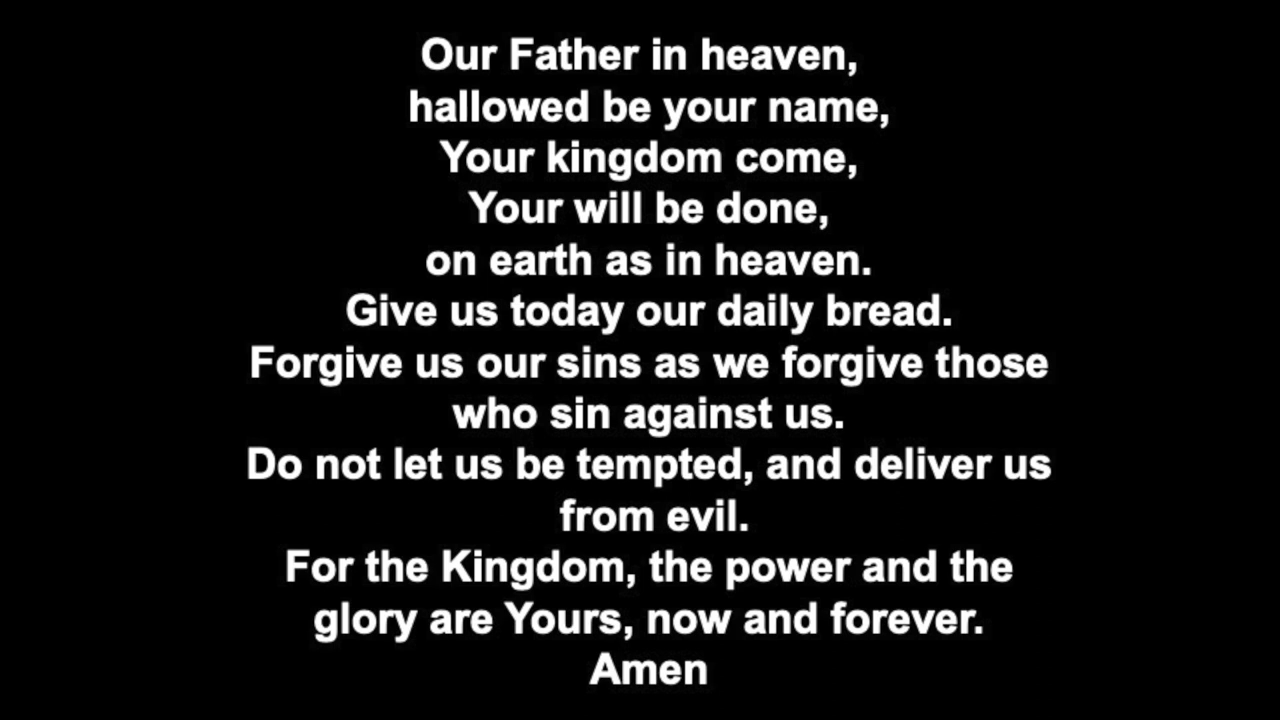 Our Father in heaven,
hallowed be your name,
Your kingdom come,
Your will be done,
on earth as in heaven.
Give us today our daily bread.
Forgive us our sins as we forgive those
who sin against us.
Do not let us be tempted, and deliver us
from evil.
For the Kingdom, the power and the
glory are Yours, now and forever.
Amen